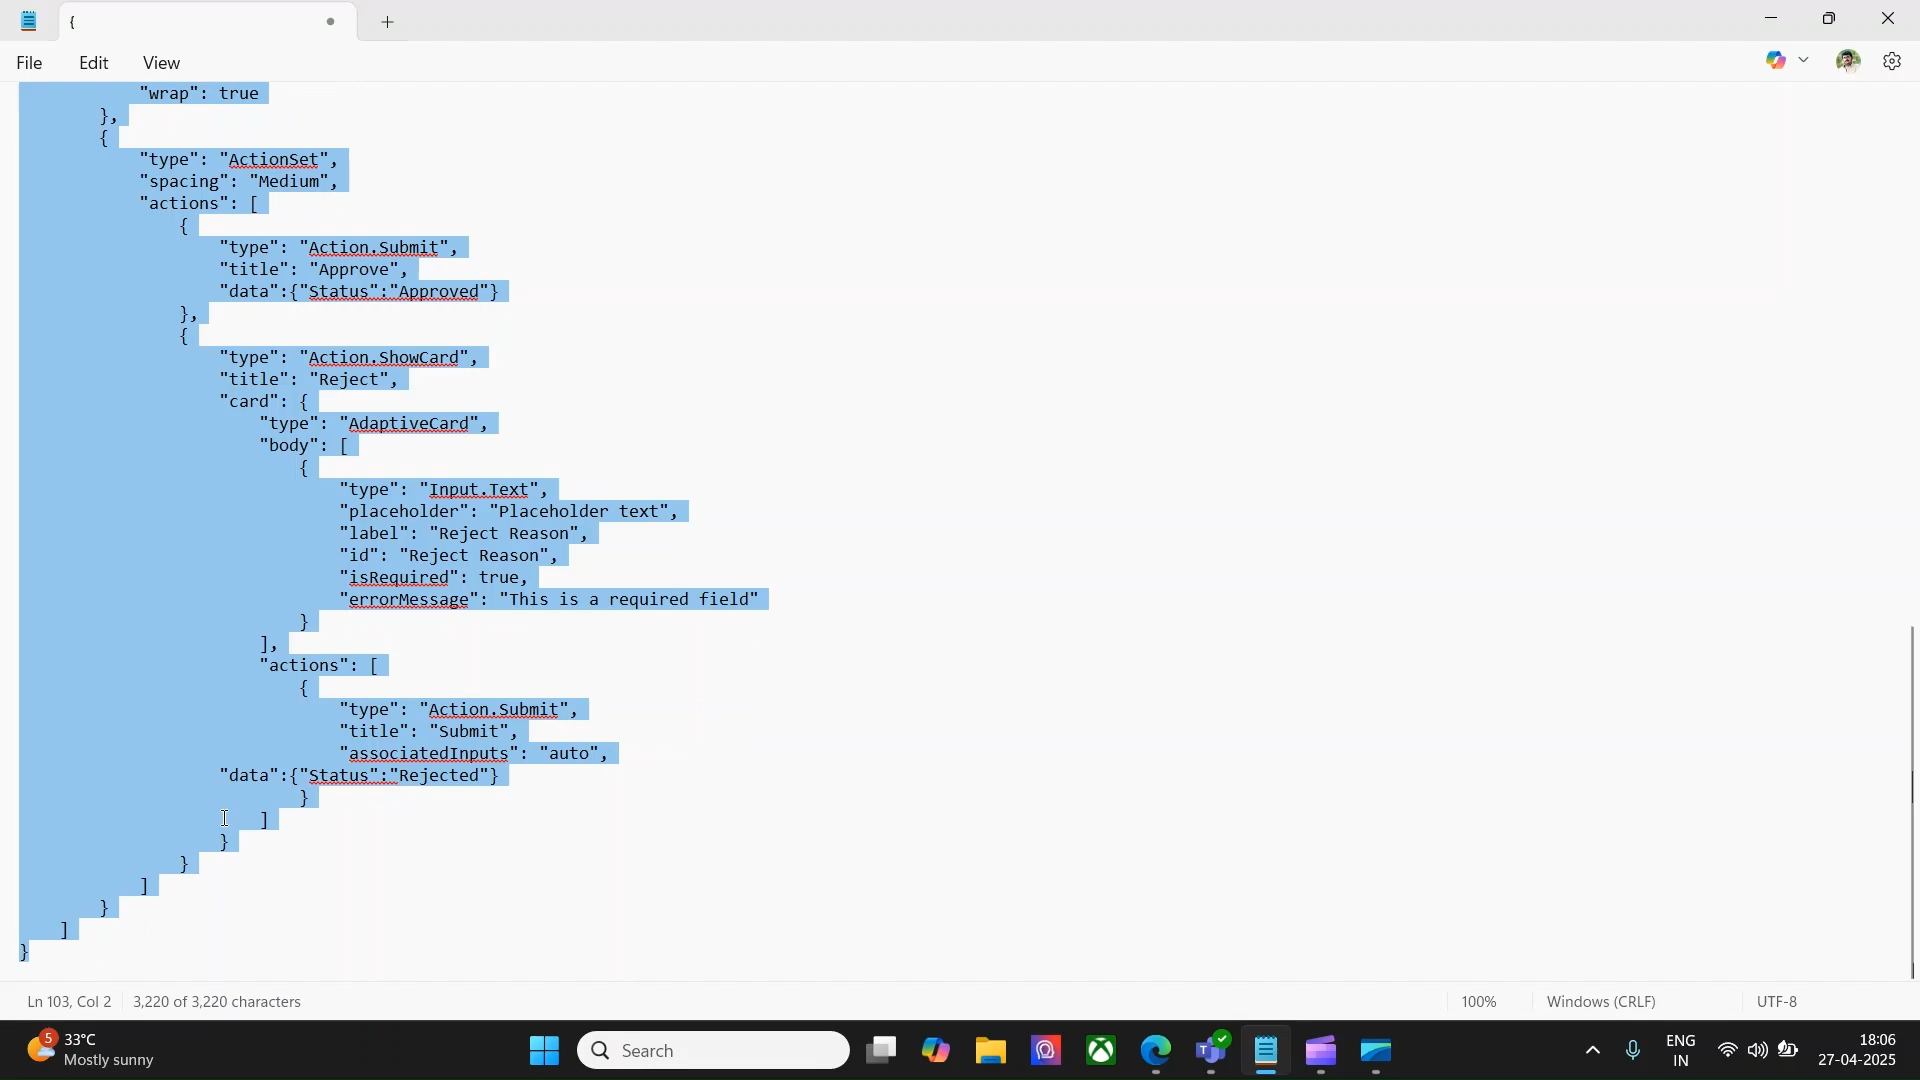 {
File Edit View
"wrap": true
},
{
"type": "ActionSet",
"spacing": "Medium",
"actions": [
{
"type": "Action.Submit",
"title": "Approve",
"data":{"Status":"Approved"}
},
{
"type": "Action.ShowCard",
"title": "Reject",
"card": {
"type": "AdaptiveCard",
"body": [
{
"type": "Input.Text",
"placeholder": "Placeholder text",
"label": "Reject Reason",
"id": "Reject Reason",
"isRequired": true,
"errorMessage": "This is a required field"
}
],
"actions": [
{
"type": "Action.Submit",
"title": "Submit",
"associatedInputs": "auto",
"data":{"Status":"Rejected"}
}
]
}
}
]
}
]
}
Ln 103, Col 2 3,220 of 3,220 characters 100% Windows (CRLF) UTF-8
5 33°C
Mostly sunny
Search
ENG
IN
18:06
27-04-2025